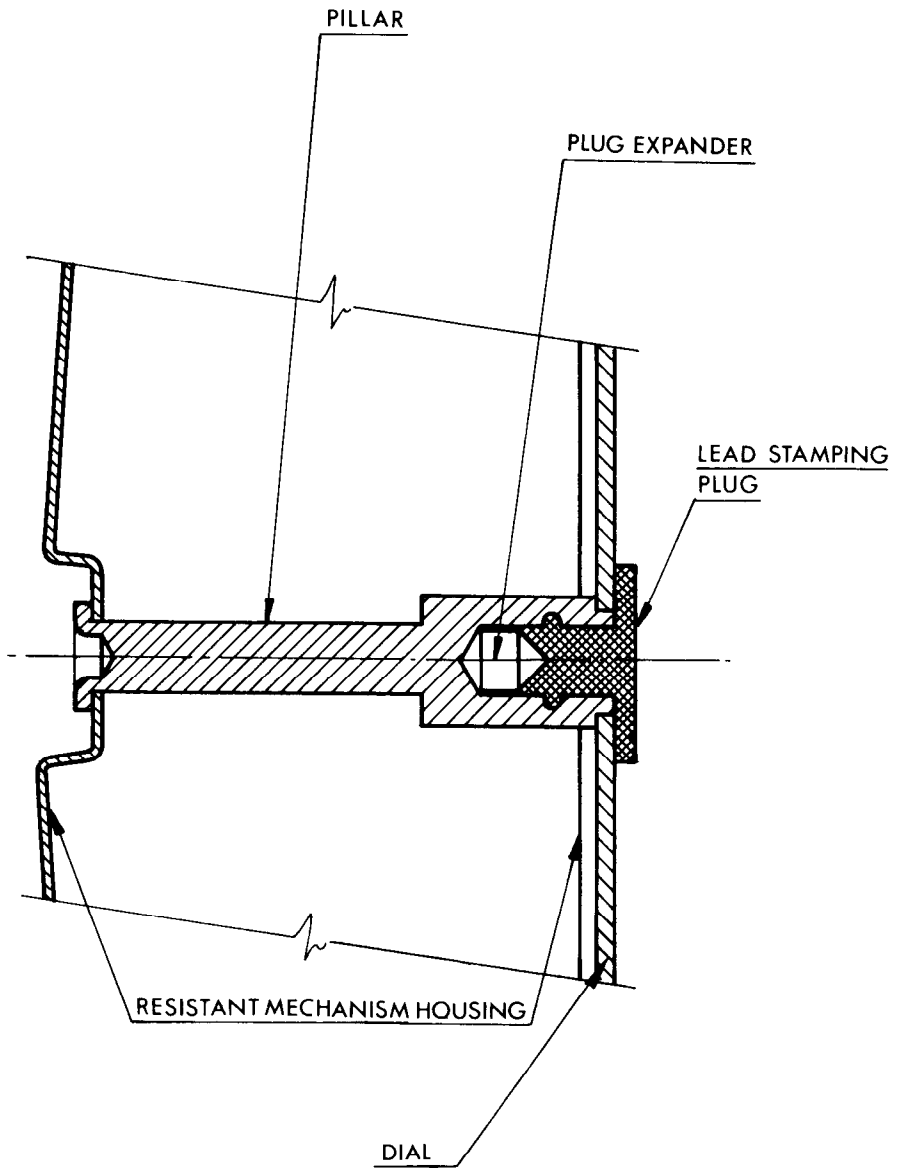 PILLAR
PLUG EXPANDER
LEAD STAMPING
PLUG
RESISTANT MECHANISM HOUSING
DIAL